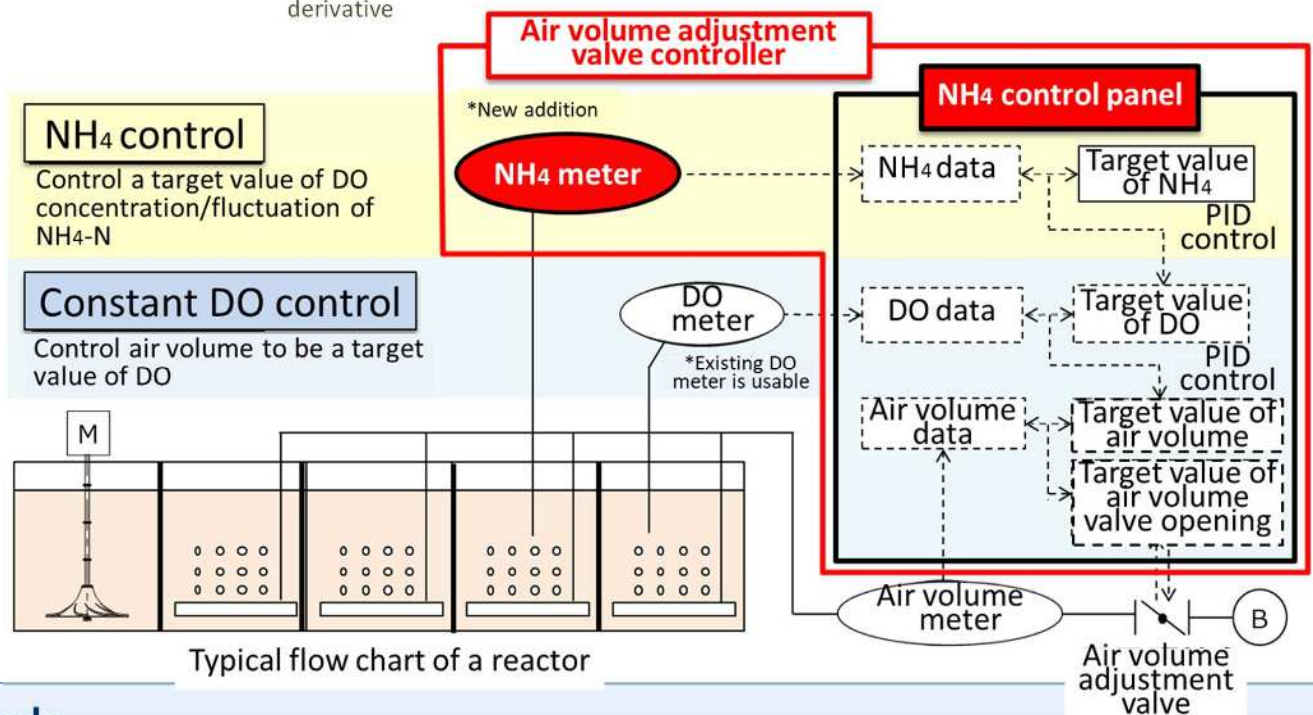 derivative
Air volume adjustment
valve controller
NH4 control panel
*New addition
NH4 control
Control a target value of DO
concentration/fluctuation of
NH4-N
NH4 meter
NH4 data
Target value
of NH4
PID
control
Constant DO control
Control air volume to be a target
value of DO
DO
meter
*Existing DO
meter is usable
DO data
Target value
of DO
PID
control
Air volume
data
Target value of
air volume
Target value of
air volume
valve opening
M
Air volume
meter
B
Typical flow chart of a reactor
Air volume
adjustment
valve